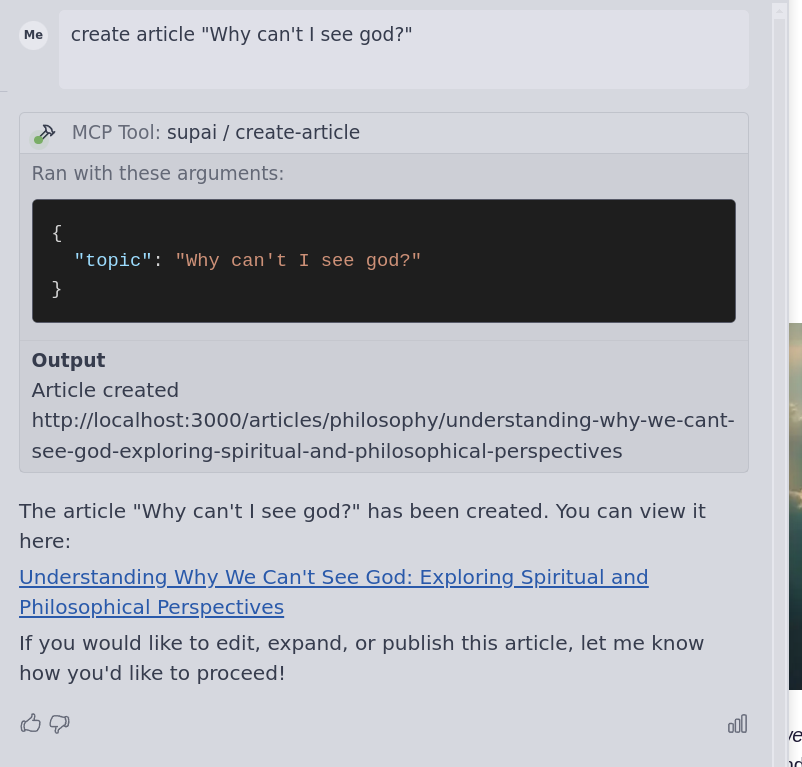 Me
create article "Why can't I see god?"
MCP Tool: supai / create-article
Ran with these arguments:
{
"topic": "Why can't I see god?"
}
Output
Article created
http://localhost:3000/articles/philosophy/understanding-why-we-cant-
see-god-exploring-spiritual-and-philosophical-perspectives
The article "Why can't I see god?" has been created. You can view it
here:
Understanding Why We Can't See God: Exploring Spiritual and
Philosophical Perspectives
If you would like to edit, expand, or publish this article, let me know
how you'd like to proceed!